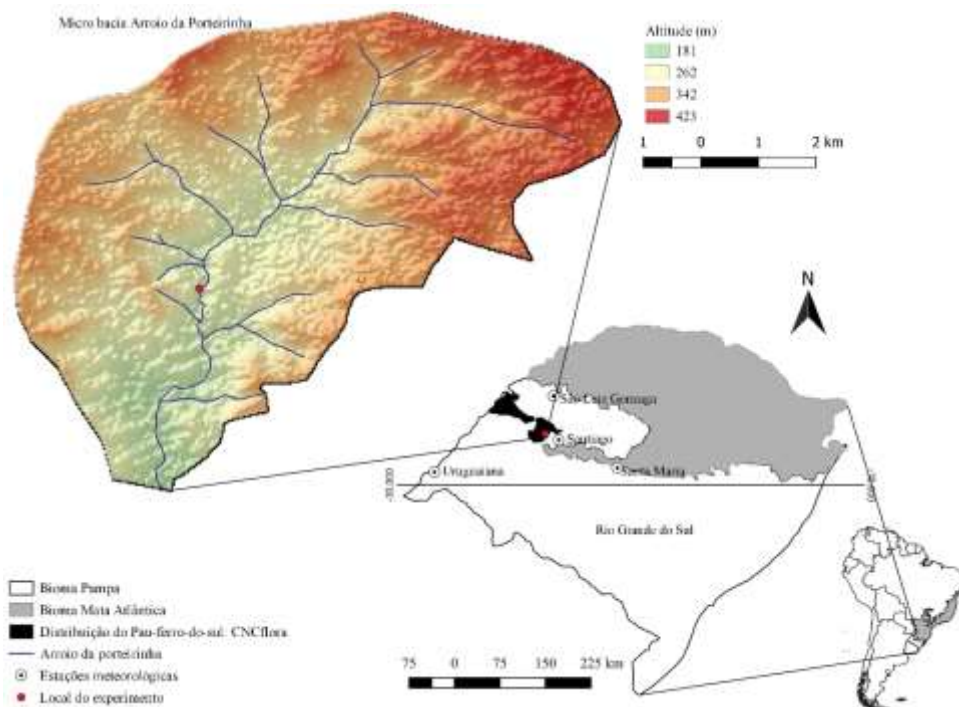 Micro bacia Arroio da Porteirinha
Altitude (m)
181
262
342
423
1 0 1 2 km
N
São Luiz Gonzaga
Santiago
Santa Maria
Uruguaiana
-30,000
Rio Grande do Sul
Bioma Pampa
Bioma Mata Atlântica
Distribuição do Pau-ferro-do-sul. CNCflora
Arroio da porteirinha
Estações meteorológicas
Local do experimento
75 0 75 150 225 km